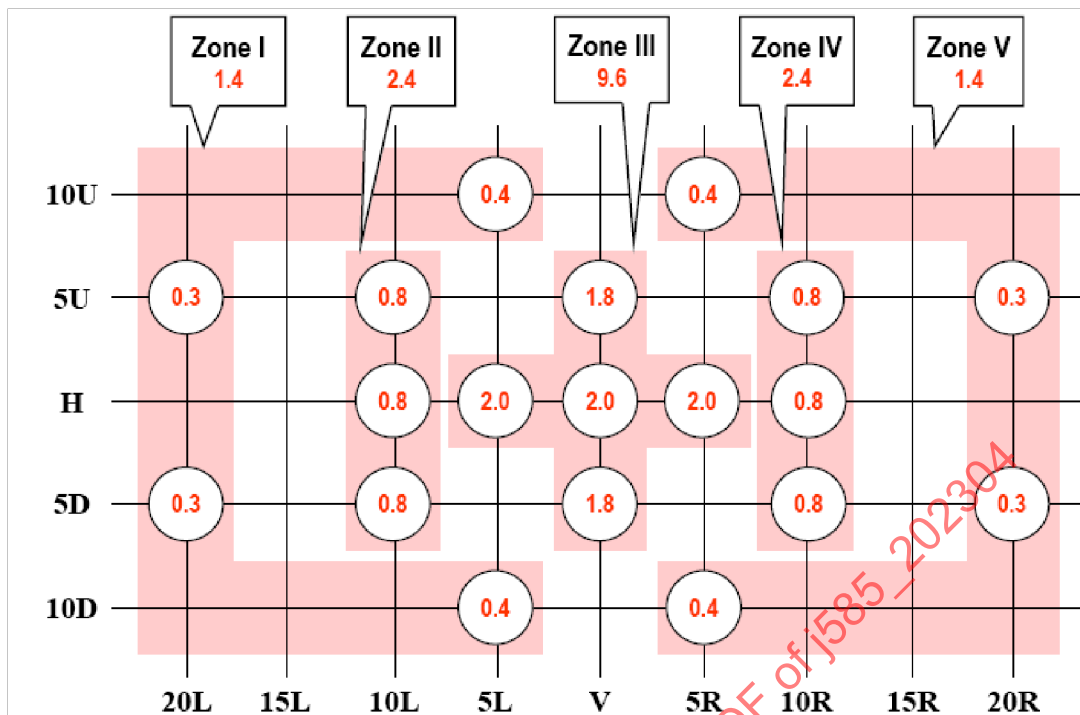 Zone I
1.4
Zone II
2.4
Zone III
9.6
Zone IV
2.4
Zone V
1.4
10U 0.4 0.4
5U 0.3 0.8 1.8 0.8 0.3
H 0.8 2.0 2.0 2.0 0.8
5D 0.3 0.8 1.8 0.8 0.3
10D 0.4 0.4
20L 15L 10L 5L V 5R 10R 15R 20R
of j585_202304